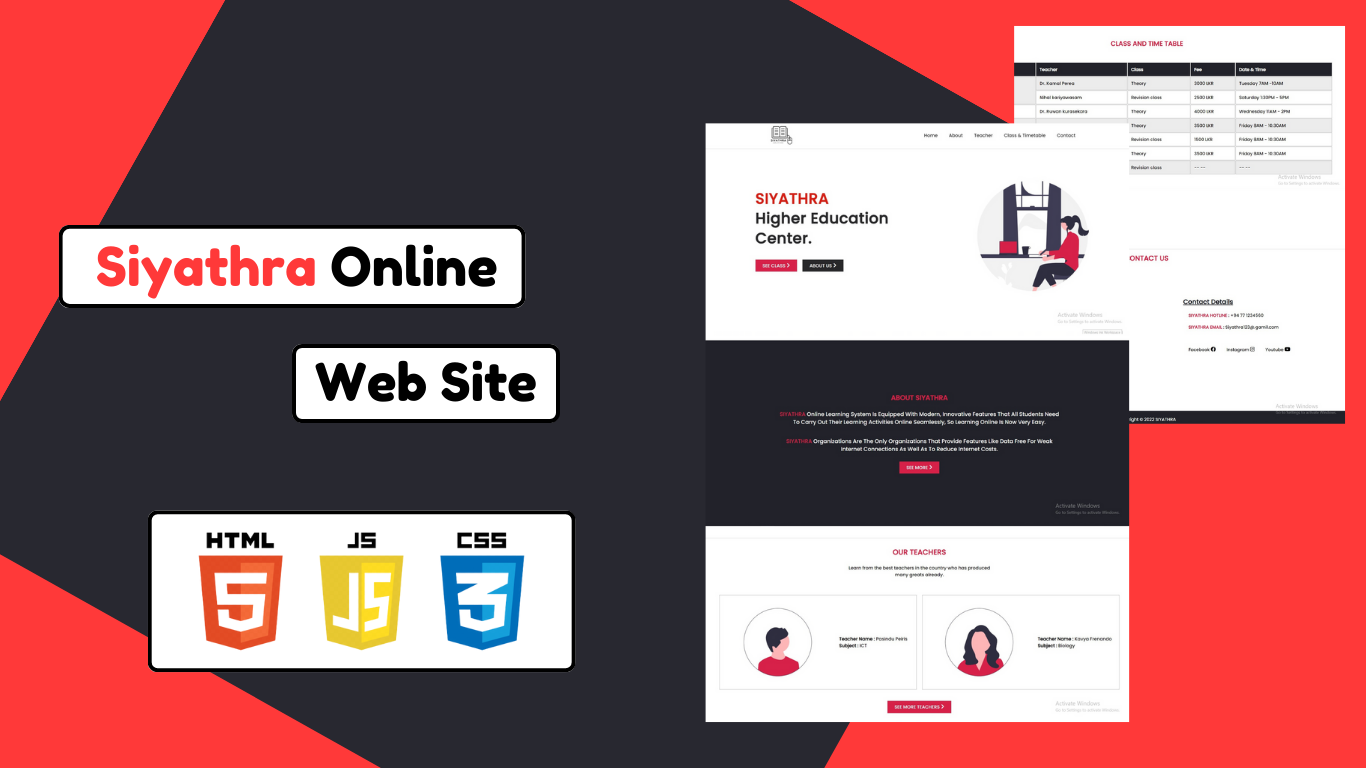 Siyathra Online
Web Site
HTML
JS
CSS
5
JS
3
Home About Teacher Class & Timetable Contact
SIYATHRA
Higher Education
Center.
SEE CLASS
ABOUT US
Activate Windows
Go to Settings to activate Windows.
ABOUT SIYATHRA
SIYATHRA Online Learning System Is Equipped With Modern, Innovative Features That All Students Need
To Carry Out Their Learning Activities Online Seamlessly, So Learning Online Is Now Very Easy.
SIYATHRA Organizations Are The Only Organizations That Provide Features Like Data Free For Weak
Internet Connections As Well As To Reduce Internet Costs.
SEE MORE
Activate Windows
Go to Settings to activate Windows.
OUR TEACHERS
Learn from the best teachers in the country who has produced
many greats already.
Teacher Name : Pasindu Peiris
Subject : ICT
Teacher Name : Kavya Frenando
Subject : Biology
SEE MORE TEACHERS
Activate Windows
Go to Settings to activate Windows.
CLASS AND TIME TABLE
Teacher Class Fee Date & Time
Dr. Kamal Perea Theory 3000 LKR Tuesday 7AM -10AM
Nihal kariyawasam Revision class 2500 LKR Saturday 1:30PM - 5PM
Dr. Ruwan Kurasekara Theory 4000 LKR Wednesday 11AM - 2PM
Theory 3500 LKR Friday 8AM - 10:30AM
Revision class 1500 LKR Friday 8AM - 10:30AM
Theory 3500 LKR Friday 8AM - 10:30AM
Revision class -- -- -- --
Activate Windows
Go to Settings to activate Windows.
ONTACT US
Contact Details
SIYATHRA HOTLINE : +94 77 1234560
SIYATHRA EMAIL : Siyathra123@.gamil.com
Facebook Instagram Youtube
Activate Windows
right © 2022 SIYATHRA